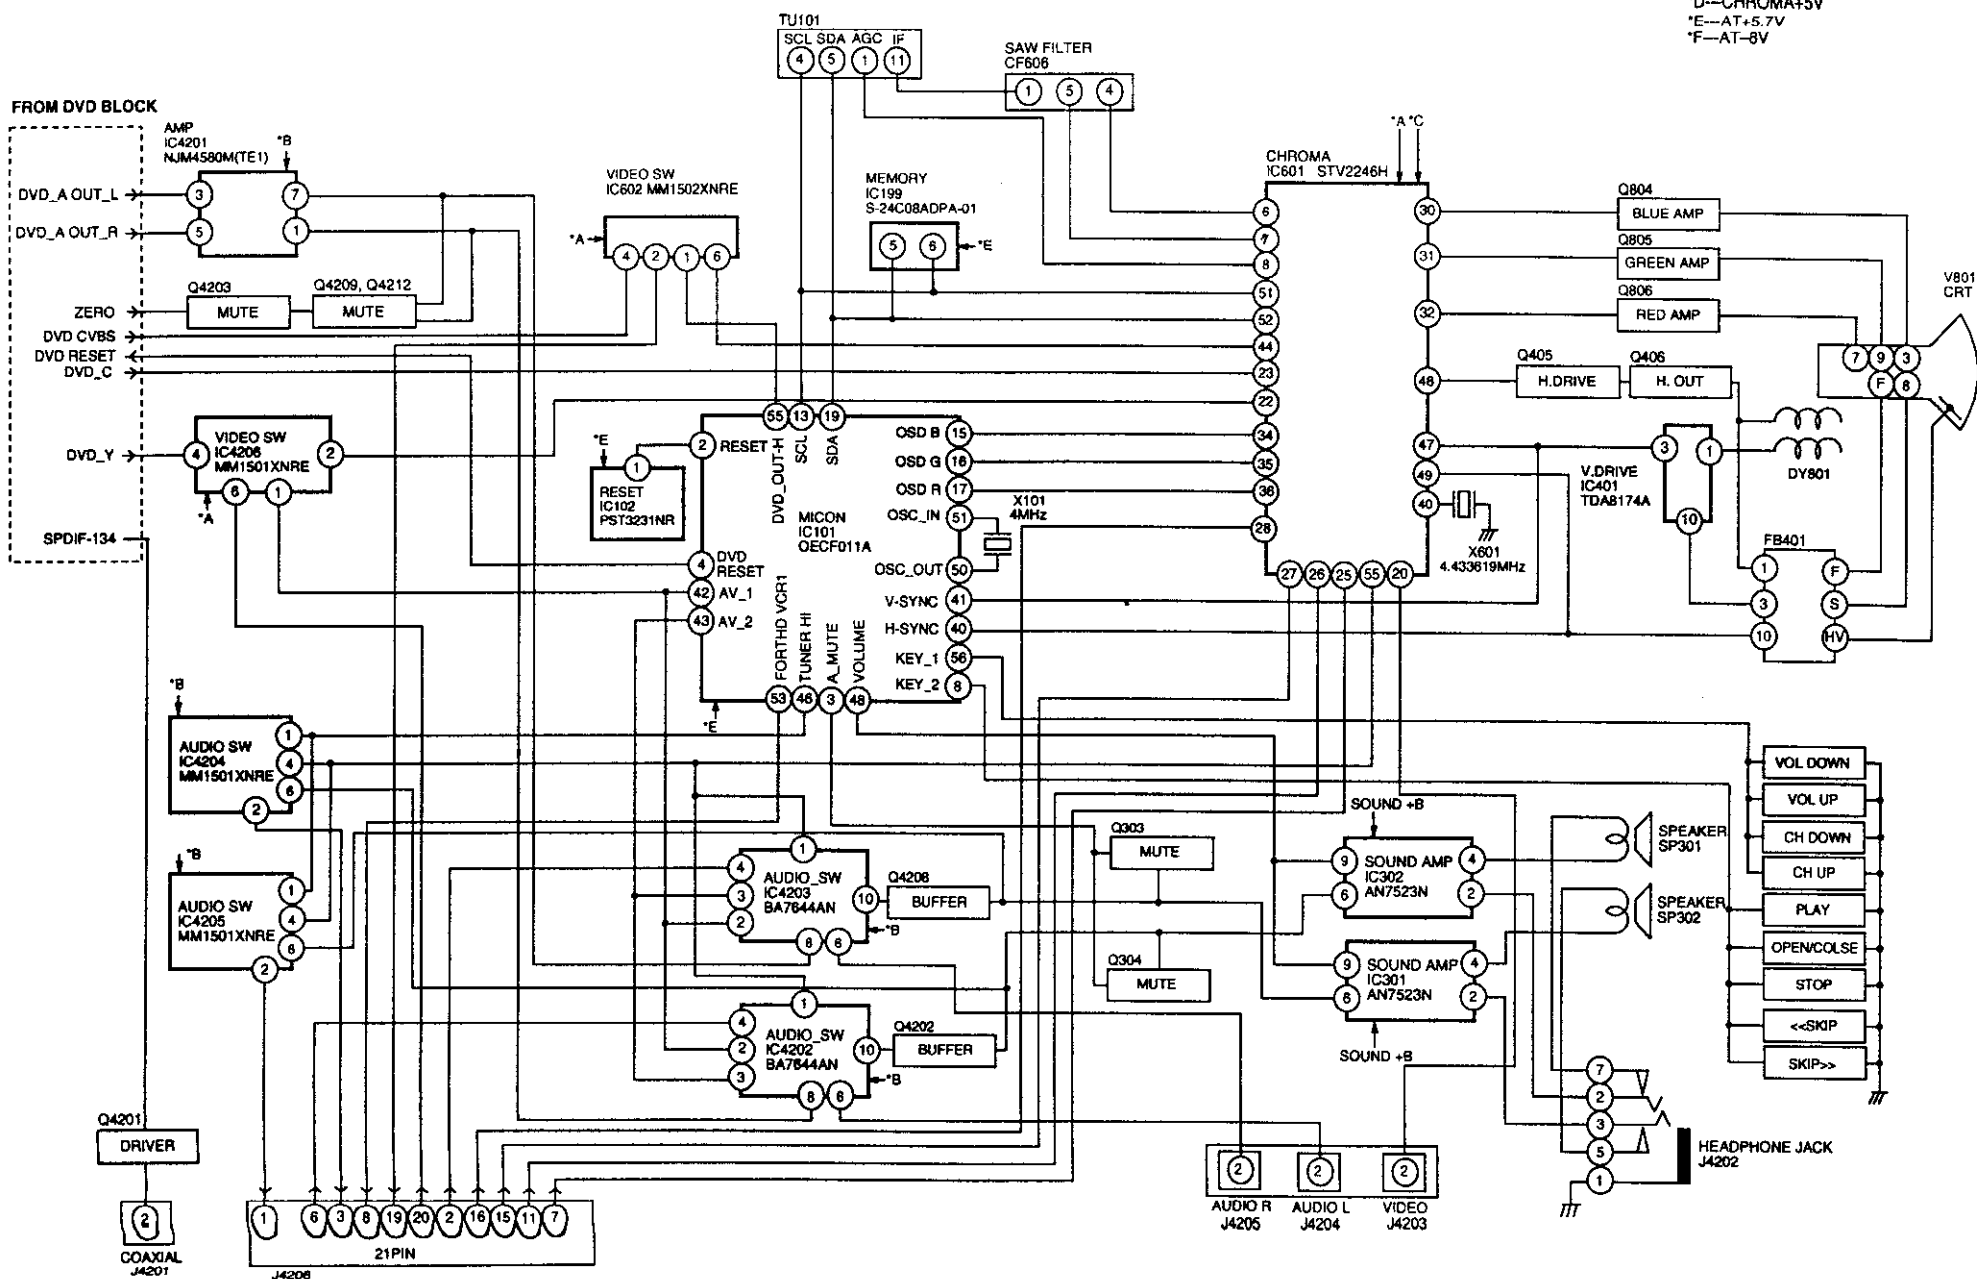 D---CHROMA+5V
*E---AT+5.7V
*F---AT-8V
TU101
SCL SDA AGC IF
4 5 1 11
SAW FILTER
CF606
1 5 4
FROM DVD BLOCK
AMP
IC4201
NJM4580M(TE1)
*B
3 7
5 1
DVD_A OUT_L
DVD_A OUT_R
ZERO
DVD CVBS
DVD RESET
DVD_C
DVD_Y
SPDIF-134
Q4203
MUTE
Q4209, Q4212
MUTE
VIDEO SW
IC602 MM1502XNRE
*A
4 2 1 6
MEMORY
IC199
S-24C08ADPA-01
5 6
*E
*A *C
CHROMA
IC601 STV2246H
6
7
8
51
52
44
23
22
34
35
36
28
27 26 25 55 20
30
31
32
48
47
49
40
Q804
BLUE AMP
Q805
GREEN AMP
Q806
RED AMP
V801
CRT
7 9 3
F 8
Q405
H.DRIVE
Q406
H. OUT
3 1
10
V.DRIVE
IC401
TDA8174A
DY801
X601
4.433619MHz
FB401
1 F
3 S
10 HV
VIDEO SW
IC4206
MM1501XNRE
4 2
6 1
*A
*E
1
RESET
IC102
PST3231NR
55 13 19
DVD_OUT-H
SCL
SDA
2 RESET
MICON
IC101
OECF011A
4 DVD RESET
42 AV_1
43 AV_2
OSD B 15
OSD G 16
OSD R 17
OSC_IN 51
X101
4MHz
OSC_OUT 50
V-SYNC 41
H-SYNC 40
KEY_1 56
KEY_2 8
FORTHD VCR1
TUNER HI
A_MUTE
VOLUME
53 46 3 48
*E
*B
AUDIO SW
IC4204
MM1501XNRE
1
4
6
2
*B
AUDIO SW
IC4205
MM1501XNRE
1
4
6
2
1
4
3
2
AUDIO_SW
IC4203
BA7644AN
10
8 6
*B
Q4208
BUFFER
1
4
2
3
AUDIO_SW
IC4202
BA7644AN
10
8 6
*B
Q4202
BUFFER
Q303
MUTE
Q304
MUTE
SOUND +B
9 4
6 2
SOUND AMP
IC302
AN7523N
9 4
6 2
SOUND AMP
IC301
AN7523N
SOUND +B
SPEAKER
SP301
SPEAKER
SP302
VOL DOWN
VOL UP
CH DOWN
CH UP
PLAY
OPEN/COLSE
STOP
<<SKIP
SKIP>>
7
2
3
5
1
HEADPHONE JACK
J4202
Q4201
DRIVER
2
COAXIAL
J4201
1 6 3 8 19 20 2 16 15 11 7
21PIN
J4206
2 2 2
AUDIO R
J4205
AUDIO L
J4204
VIDEO
J4203